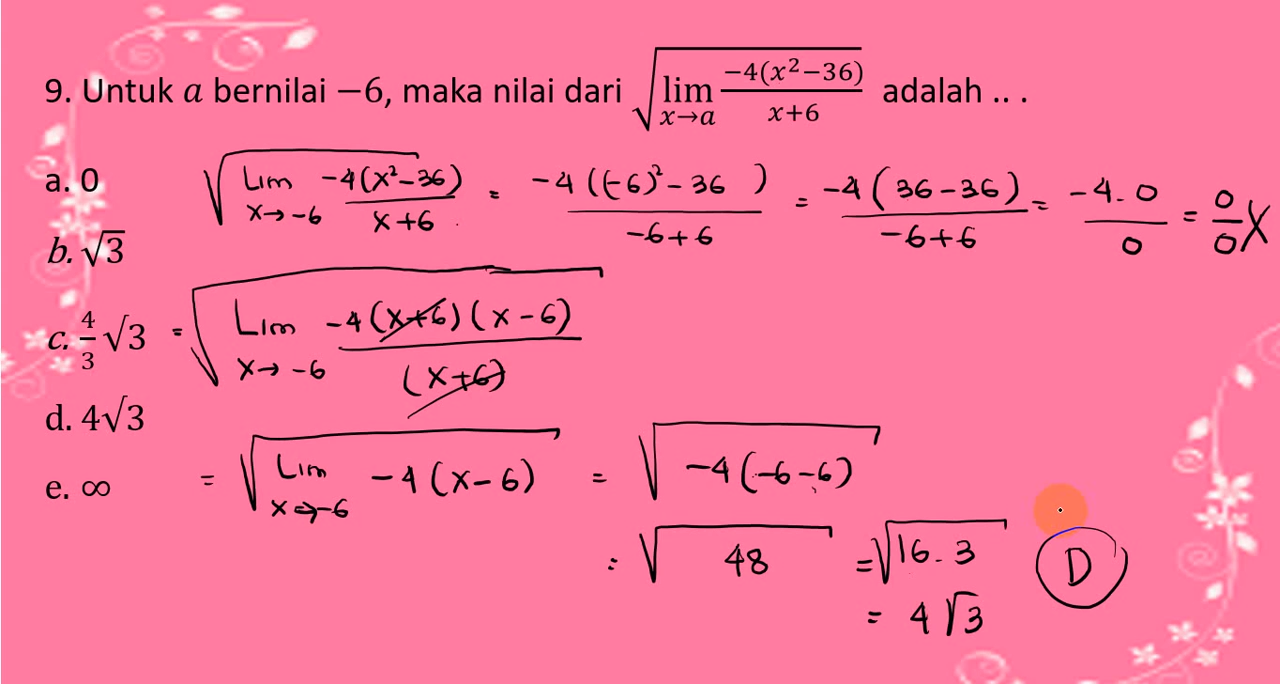 9. Untuk a bernilai −6, maka nilai dari √(lim x→a −4(x²−36)/(x+6)) adalah .. .
a. 0
b. √3
c. 4/3 √3
d. 4√3
e. ∞
√(Lim x→-6 -4(x²-36)/(x+6)) = -4((-6)²-36)/(-6+6) = -4(36-36)/(-6+6) = -4.0/0 = 0/0 X
= √(Lim x→-6 -4(x+6)(x-6)/(x+6))
= √(Lim x→-6 -4(x-6)) = √(-4(-6-6))
= √48 = √16.3 D
= 4√3